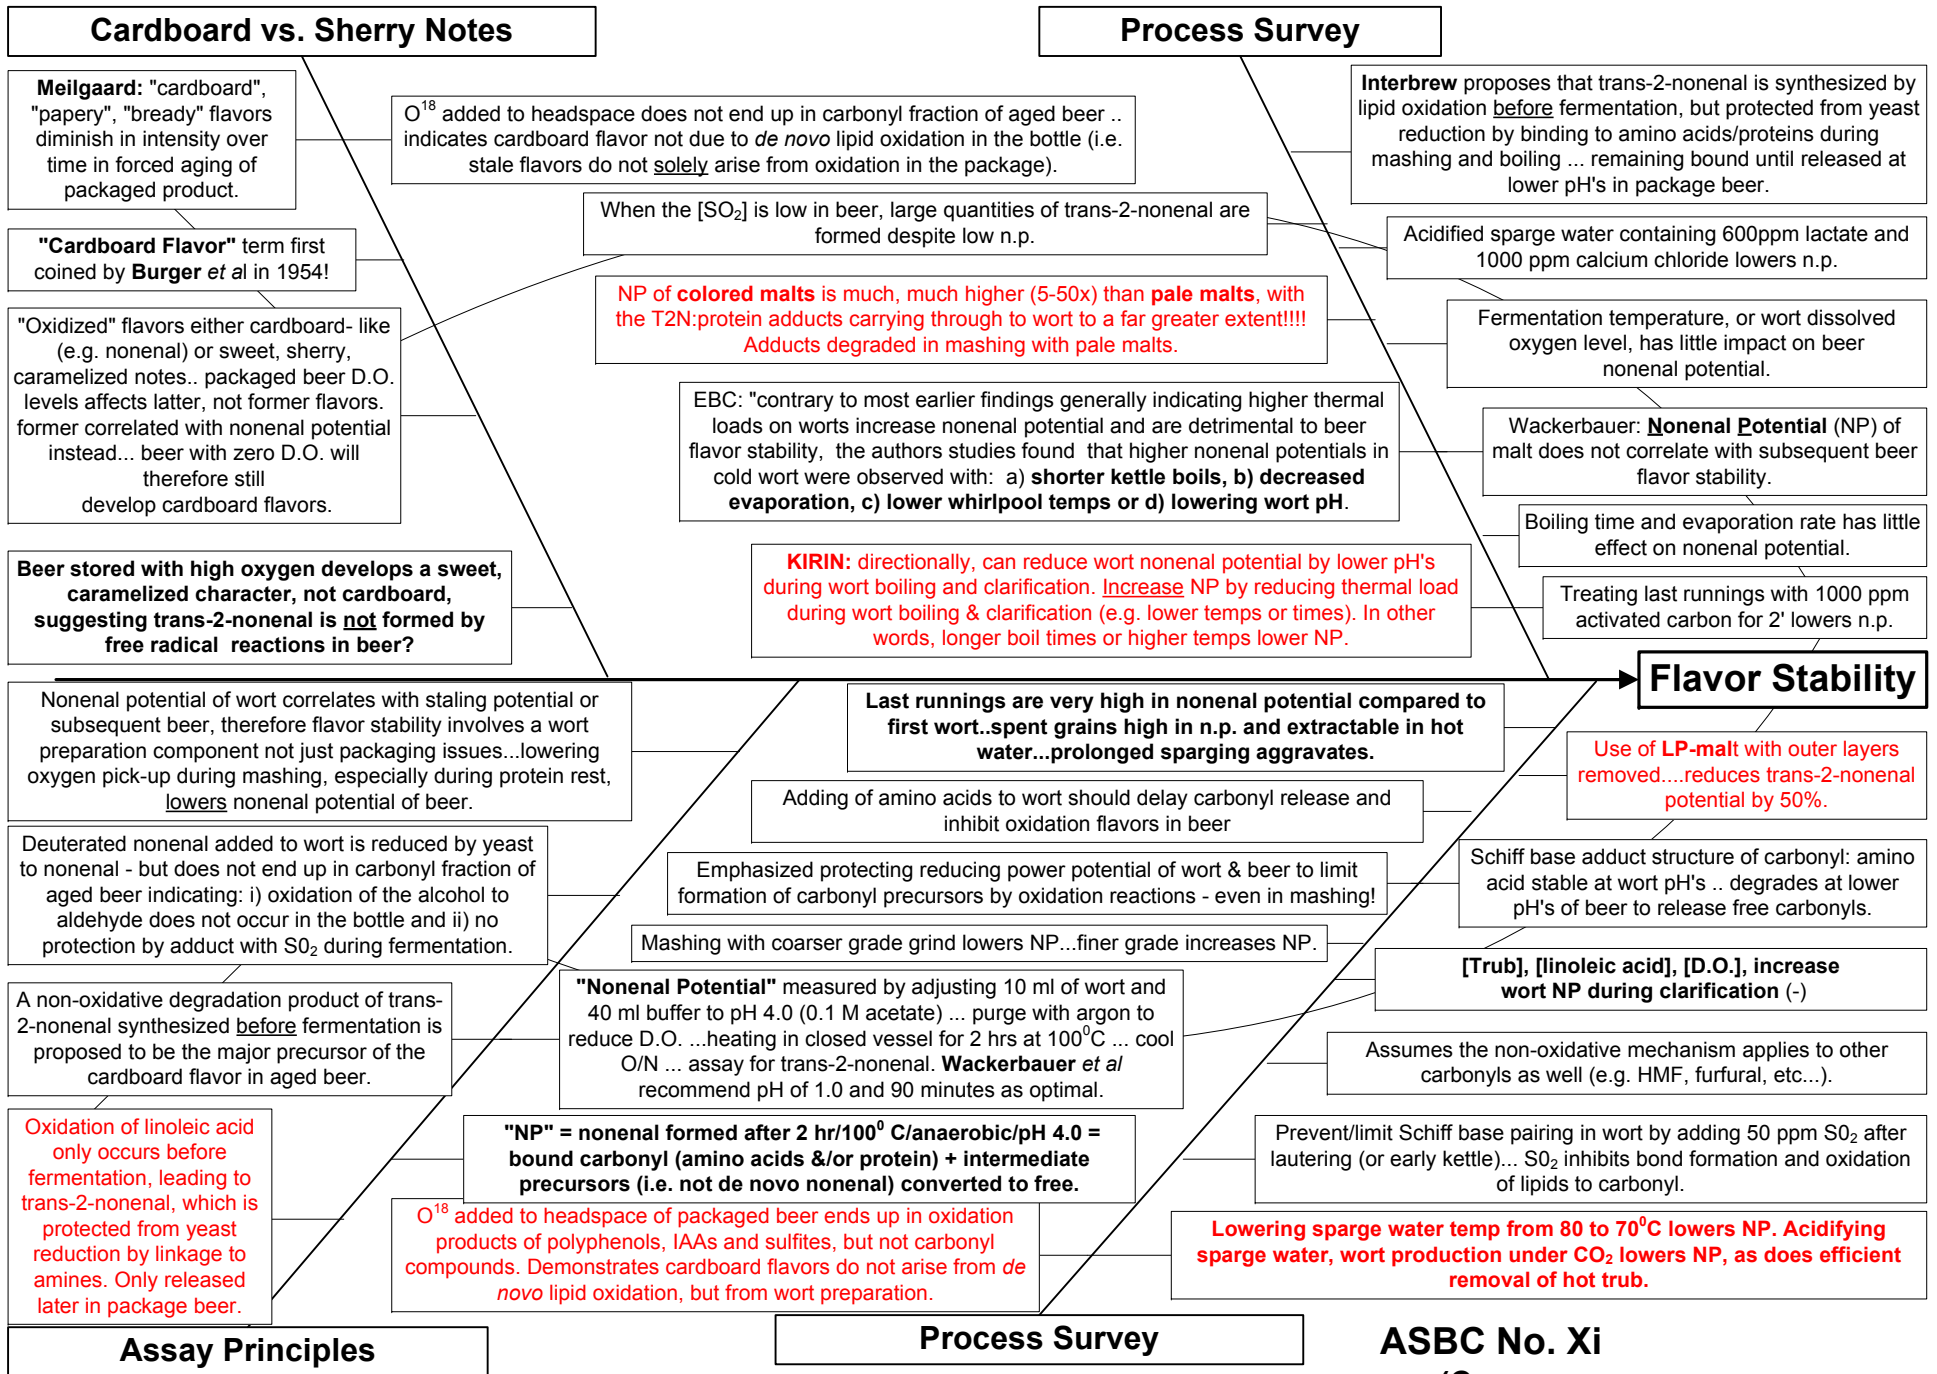 Cardboard vs. Sherry Notes
Process Survey
Meilgaard: "cardboard",
"papery", "bready" flavors
diminish in intensity over
time in forced aging of
packaged product.
O18 added to headspace does not end up in carbonyl fraction of aged beer ..
indicates cardboard flavor not due to de novo lipid oxidation in the bottle (i.e.
stale flavors do not solely arise from oxidation in the package).
Interbrew proposes that trans-2-nonenal is synthesized by
lipid oxidation before fermentation, but protected from yeast
reduction by binding to amino acids/proteins during
mashing and boiling ... remaining bound until released at
lower pH's in package beer.
When the [SO2] is low in beer, large quantities of trans-2-nonenal are
formed despite low n.p.
"Cardboard Flavor" term first
coined by Burger et al in 1954!
Acidified sparge water containing 600ppm lactate and
1000 ppm calcium chloride lowers n.p.
NP of colored malts is much, much higher (5-50x) than pale malts, with
the T2N:protein adducts carrying through to wort to a far greater extent!!!!
Adducts degraded in mashing with pale malts.
"Oxidized" flavors either cardboard- like
(e.g. nonenal) or sweet, sherry,
caramelized notes.. packaged beer D.O.
levels affects latter, not former flavors.
former correlated with nonenal potential
instead... beer with zero D.O. will
therefore still
develop cardboard flavors.
Fermentation temperature, or wort dissolved
oxygen level, has little impact on beer
nonenal potential.
EBC: "contrary to most earlier findings generally indicating higher thermal
loads on worts increase nonenal potential and are detrimental to beer
flavor stability, the authors studies found that higher nonenal potentials in
cold wort were observed with: a) shorter kettle boils, b) decreased
evaporation, c) lower whirlpool temps or d) lowering wort pH.
Wackerbauer: Nonenal Potential (NP) of
malt does not correlate with subsequent beer
flavor stability.
Boiling time and evaporation rate has little
effect on nonenal potential.
Beer stored with high oxygen develops a sweet,
caramelized character, not cardboard,
suggesting trans-2-nonenal is not formed by
free radical reactions in beer?
KIRIN: directionally, can reduce wort nonenal potential by lower pH's
during wort boiling and clarification. Increase NP by reducing thermal load
during wort boiling & clarification (e.g. lower temps or times). In other
words, longer boil times or higher temps lower NP.
Treating last runnings with 1000 ppm
activated carbon for 2' lowers n.p.
Flavor Stability
Nonenal potential of wort correlates with staling potential or
subsequent beer, therefore flavor stability involves a wort
preparation component not just packaging issues...lowering
oxygen pick-up during mashing, especially during protein rest,
lowers nonenal potential of beer.
Last runnings are very high in nonenal potential compared to
first wort..spent grains high in n.p. and extractable in hot
water...prolonged sparging aggravates.
Use of LP-malt with outer layers
removed....reduces trans-2-nonenal
potential by 50%.
Adding of amino acids to wort should delay carbonyl release and
inhibit oxidation flavors in beer
Deuterated nonenal added to wort is reduced by yeast
to nonenal - but does not end up in carbonyl fraction of
aged beer indicating: i) oxidation of the alcohol to
aldehyde does not occur in the bottle and ii) no
protection by adduct with S02 during fermentation.
Emphasized protecting reducing power potential of wort & beer to limit
formation of carbonyl precursors by oxidation reactions - even in mashing!
Schiff base adduct structure of carbonyl: amino
acid stable at wort pH's .. degrades at lower
pH's of beer to release free carbonyls.
Mashing with coarser grade grind lowers NP...finer grade increases NP.
[Trub], [linoleic acid], [D.O.], increase
wort NP during clarification (-)
"Nonenal Potential" measured by adjusting 10 ml of wort and
40 ml buffer to pH 4.0 (0.1 M acetate) ... purge with argon to
reduce D.O. ...heating in closed vessel for 2 hrs at 1000C ... cool
O/N ... assay for trans-2-nonenal. Wackerbauer et al
recommend pH of 1.0 and 90 minutes as optimal.
A non-oxidative degradation product of trans-
2-nonenal synthesized before fermentation is
proposed to be the major precursor of the
cardboard flavor in aged beer.
Assumes the non-oxidative mechanism applies to other
carbonyls as well (e.g. HMF, furfural, etc...).
Oxidation of linoleic acid
only occurs before
fermentation, leading to
trans-2-nonenal, which is
protected from yeast
reduction by linkage to
amines. Only released
later in package beer.
"NP" = nonenal formed after 2 hr/1000 C/anaerobic/pH 4.0 =
bound carbonyl (amino acids &/or protein) + intermediate
precursors (i.e. not de novo nonenal) converted to free.
Prevent/limit Schiff base pairing in wort by adding 50 ppm S02 after
lautering (or early kettle)... S02 inhibits bond formation and oxidation
of lipids to carbonyl.
O18 added to headspace of packaged beer ends up in oxidation
products of polyphenols, IAAs and sulfites, but not carbonyl
compounds. Demonstrates cardboard flavors do not arise from de
novo lipid oxidation, but from wort preparation.
Lowering sparge water temp from 80 to 700C lowers NP. Acidifying
sparge water, wort production under CO2 lowers NP, as does efficient
removal of hot trub.
Assay Principles
Process Survey
ASBC No. Xi